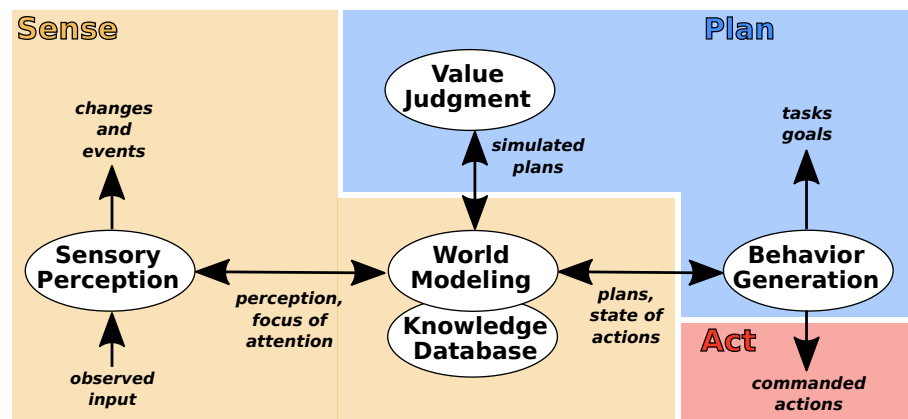 Sense
Plan
Value
Judgment
changes
and
events
tasks
goals
simulated
plans
Sensory
Perception
World
Modeling
Behavior
Generation
perception,
focus of
attention
plans,
state of
actions
Knowledge
Database
Act
observed
input
commanded
actions